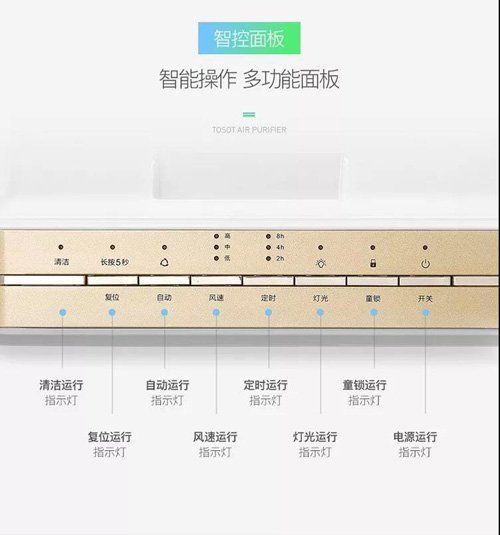 智控面板
智能操作 多功能面板
TOSOT AIR PURIFIER
高 8h
中 4h
低 2h
清洁 长按5秒
复位 自动 风速 定时 灯光 童锁 开关
清洁运行 自动运行 定时运行 童锁运行
指示灯 指示灯 指示灯 指示灯
复位运行 风速运行 灯光运行 电源运行
指示灯 指示灯 指示灯 指示灯